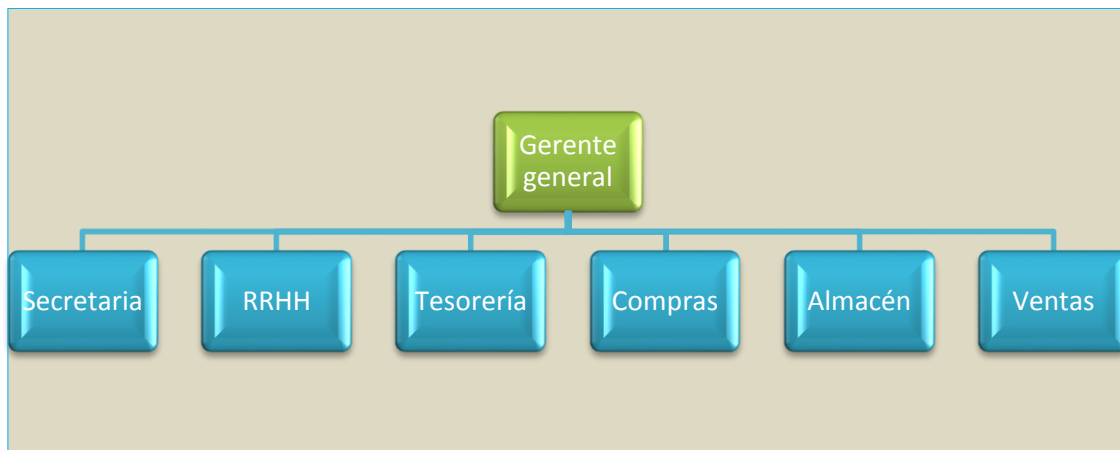 Gerente
general
Secretaria
RRHH
Tesorería
Compras
Almacén
Ventas